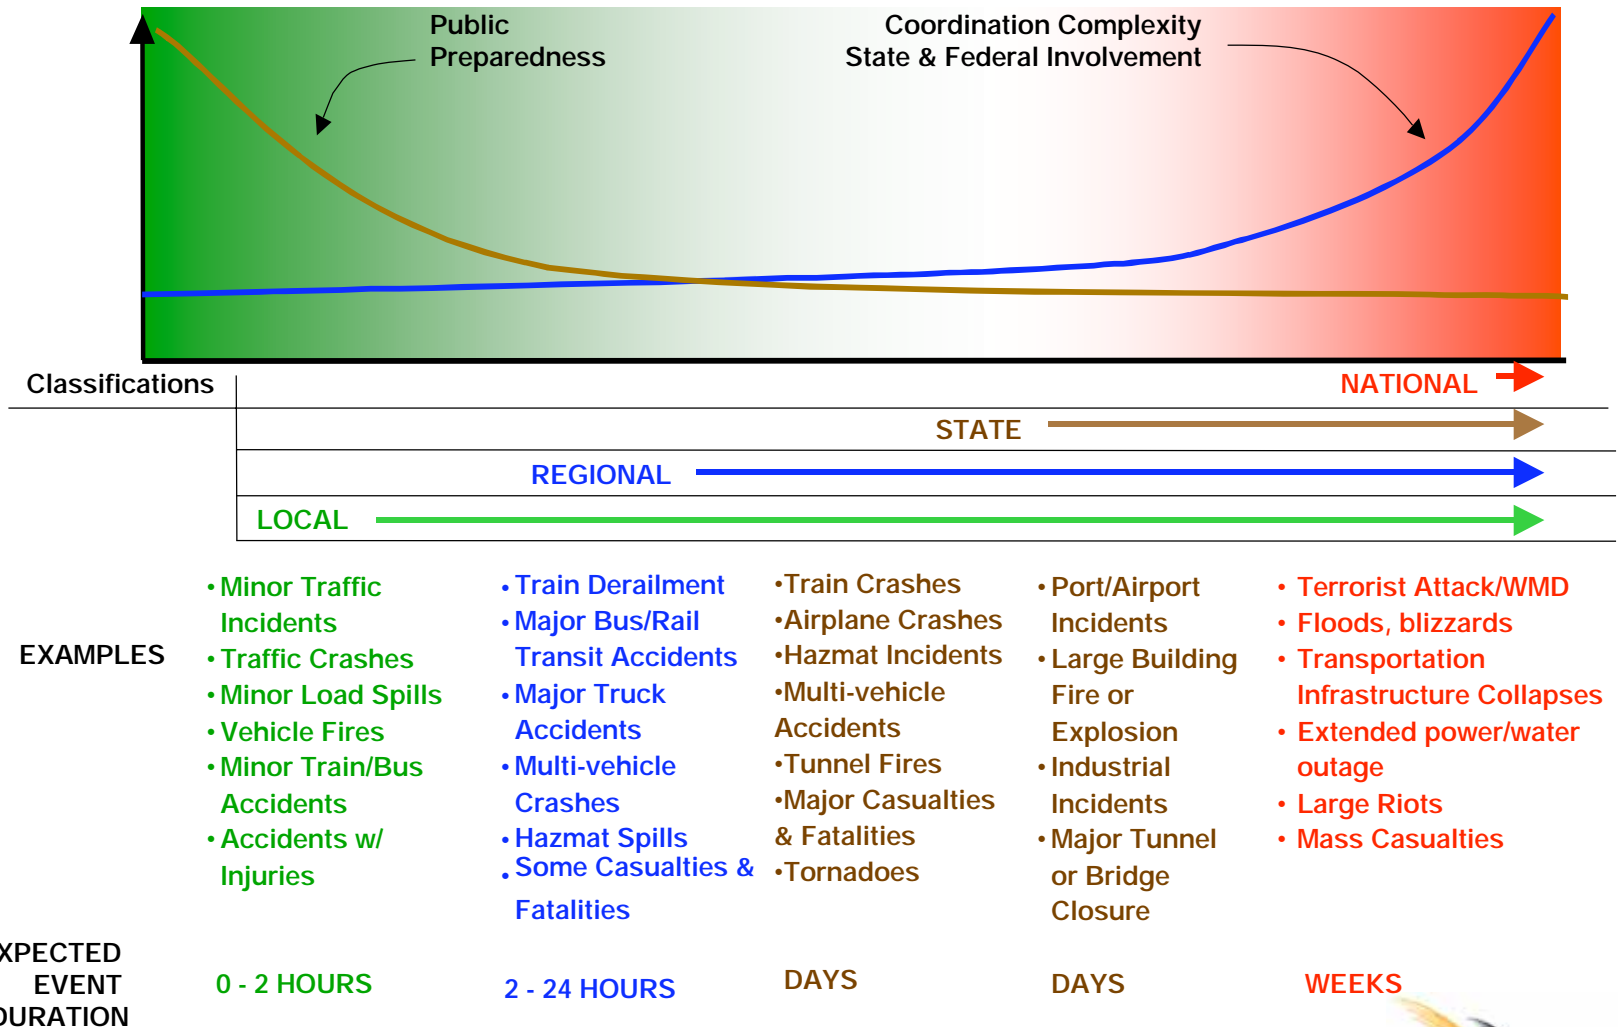 Public
Preparedness
Coordination Complexity
State & Federal Involvement
Classifications
NATIONAL
STATE
REGIONAL
LOCAL
EXAMPLES
• Minor Traffic
Incidents
• Traffic Crashes
• Minor Load Spills
• Vehicle Fires
• Minor Train/Bus
Accidents
• Accidents w/
Injuries
• Train Derailment
• Major Bus/Rail
Transit Accidents
• Major Truck
Accidents
• Multi-vehicle
Crashes
• Hazmat Spills
• Some Casualties &
Fatalities
•Train Crashes
•Airplane Crashes
•Hazmat Incidents
•Multi-vehicle
Accidents
•Tunnel Fires
•Major Casualties
& Fatalities
•Tornadoes
• Port/Airport
Incidents
• Large Building
Fire or
Explosion
• Industrial
Incidents
• Major Tunnel
or Bridge
Closure
• Terrorist Attack/WMD
• Floods, blizzards
• Transportation
Infrastructure Collapses
• Extended power/water
outage
• Large Riots
• Mass Casualties
XPECTED
EVENT
DURATION
0 - 2 HOURS
2 - 24 HOURS
DAYS
DAYS
WEEKS